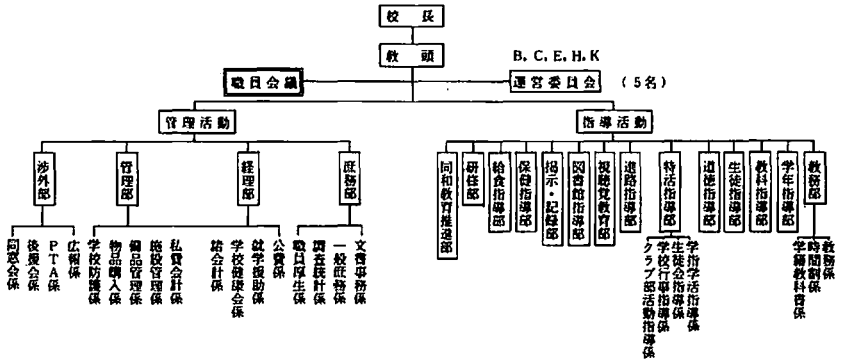 校長
教頭
B. C. E. H. K
職員会議
運営委員会
(5名)
管理活動
指導活動
渉外部
管理部
経理部
庶務部
同和教育推進部
研修部
給食指導部
保健指導部
掲示・記録部
図書館指導部
視聴覚教育部
進路指導部
特活指導部
道徳指導部
生徒指導部
教科指導部
学年指導部
教務部
同窓会係
後援会係
PTA係
広報係
学校防護係
物品購入係
備品管理係
施設管理係
私費会計係
諸会計係
学校健康会係
就学援助係
公費係
職員厚生係
調査統計係
一般庶務係
文書事務係
クラブ部活動指導係
学校行事指導係
生徒会指導係
学指学活指導係
学籍教科書係
時間割係
教務係